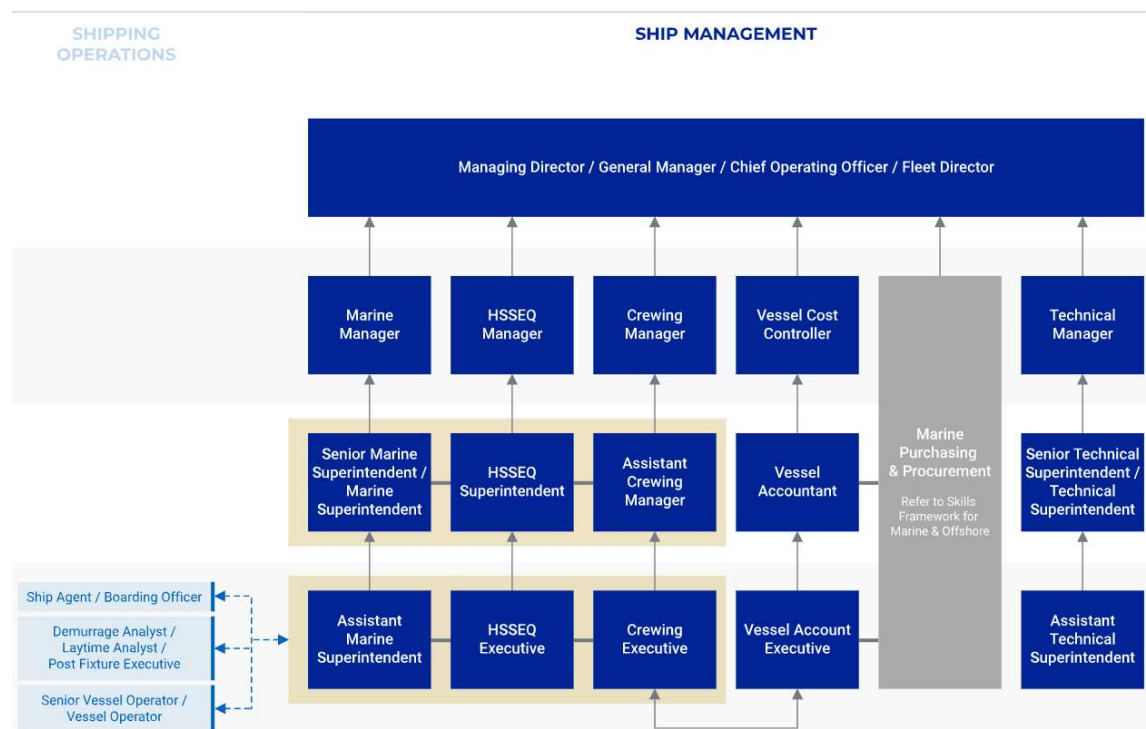 SHIPPING
OPERATIONS
SHIP MANAGEMENT
Managing Director / General Manager / Chief Operating Officer / Fleet Director
Marine
Manager
HSSEQ
Manager
Crewing
Manager
Vessel Cost
Controller
Technical
Manager
Senior Marine
Superintendent /
Marine
Superintendent
HSSEQ
Superintendent
Assistant
Crewing
Manager
Vessel
Accountant
Marine
Purchasing
& Procurement
Refer to Skills
Framework for
Marine & Offshore
Senior Technical
Superintendent /
Technical
Superintendent
Ship Agent / Boarding Officer
Demurrage Analyst /
Laytime Analyst /
Post Fixture Executive
Senior Vessel Operator /
Vessel Operator
Assistant
Marine
Superintendent
HSSEQ
Executive
Crewing
Executive
Vessel Account
Executive
Assistant
Technical
Superintendent